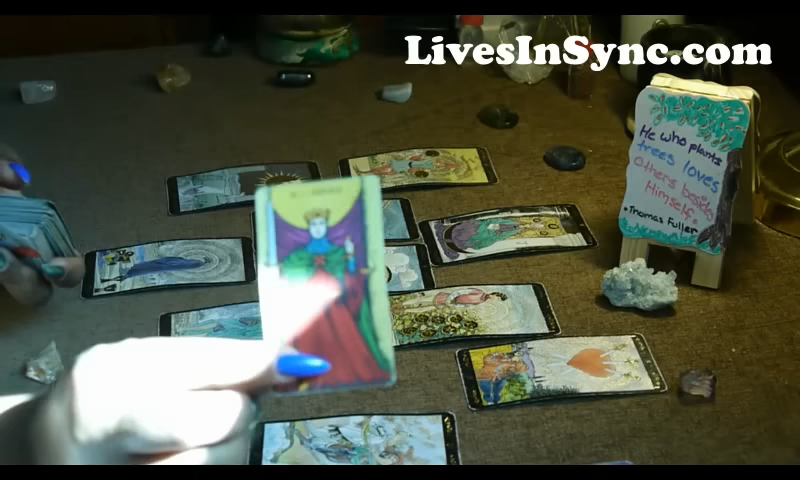 LivesInSync.com
He who plants
trees loves
others besides
Himself.
•Thomas Fuller